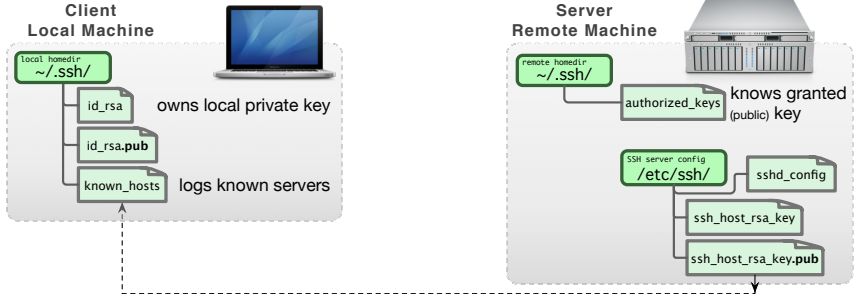 Client
Local Machine
local homedir
~/.ssh/
id_rsa
owns local private key
id_rsa.pub
known_hosts
logs known servers
Server
Remote Machine
remote homedir
~/.ssh/
authorized_keys
knows granted
(public) key
SSH server config
/etc/ssh/
sshd_config
ssh_host_rsa_key
ssh_host_rsa_key.pub